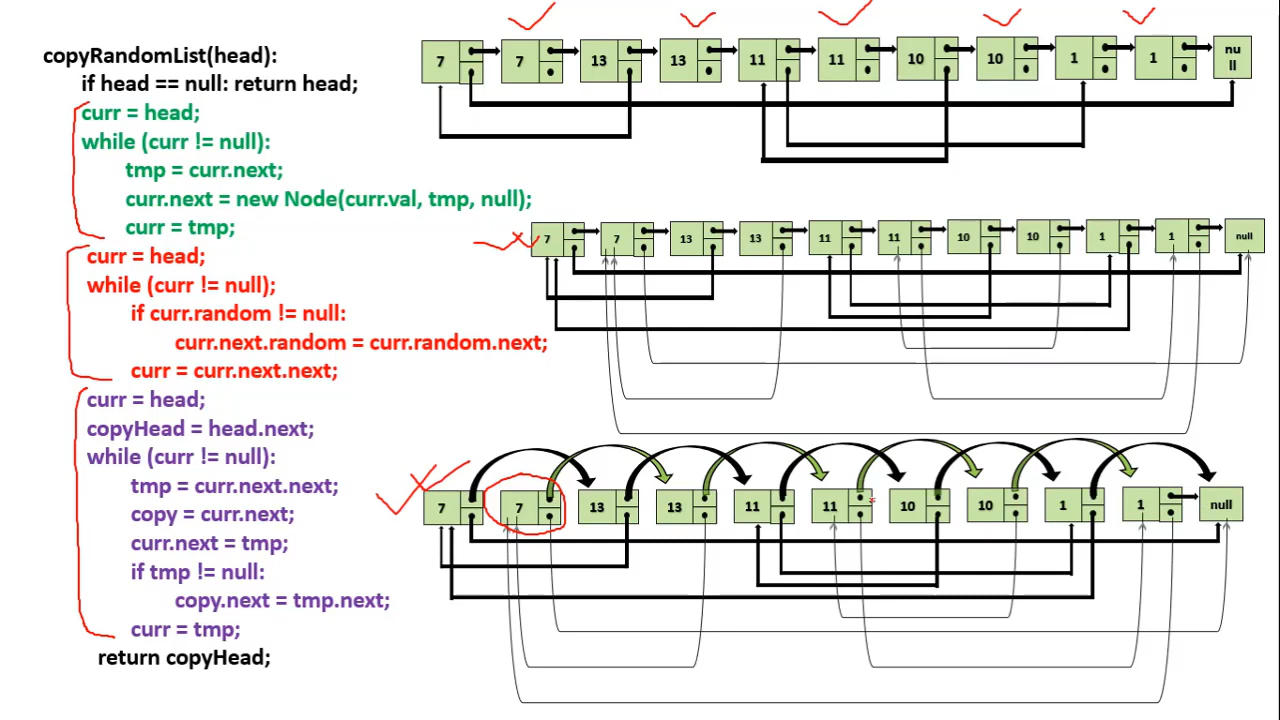 copyRandomList(head):
if head == null: return head;
curr = head;
while (curr != null):
tmp = curr.next;
curr.next = new Node(curr.val, tmp, null);
curr = tmp;
curr = head;
while (curr != null);
if curr.random != null:
curr.next.random = curr.random.next;
curr = curr.next.next;
curr = head;
copyHead = head.next;
while (curr != null):
tmp = curr.next.next;
copy = curr.next;
curr.next = tmp;
if tmp != null:
copy.next = tmp.next;
curr = tmp;
return copyHead;
7 7 13 13 11 11 10 10 1 1 nu
ll
7 7 13 13 11 11 10 10 1 1 null
7 7 13 13 11 11 10 10 1 1 null